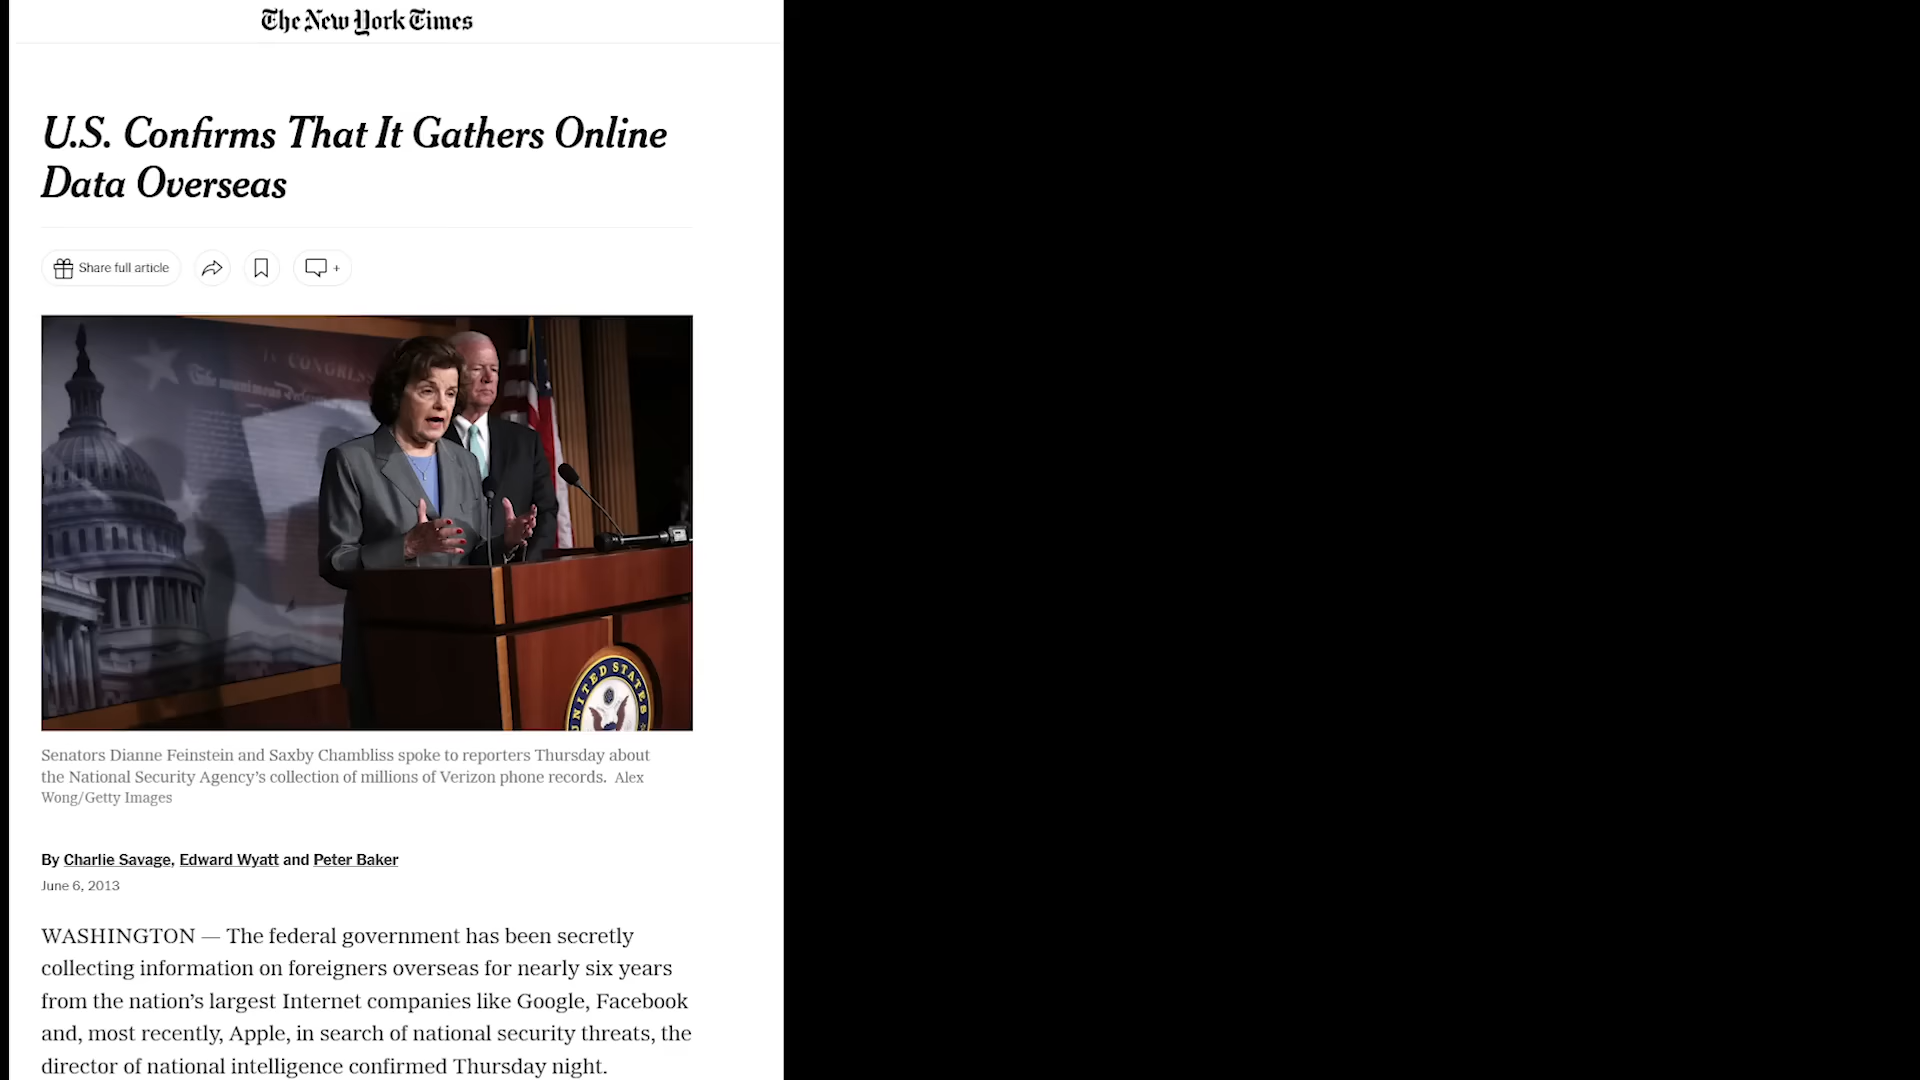 The New York Times
U.S. Confirms That It Gathers Online
Data Overseas
Share full article
+
IN CONGRESS
UNITED STATES
Senators Dianne Feinstein and Saxby Chambliss spoke to reporters Thursday about
the National Security Agency’s collection of millions of Verizon phone records. Alex
Wong/Getty Images
By Charlie Savage, Edward Wyatt and Peter Baker
June 6, 2013
WASHINGTON — The federal government has been secretly
collecting information on foreigners overseas for nearly six years
from the nation’s largest Internet companies like Google, Facebook
and, most recently, Apple, in search of national security threats, the
director of national intelligence confirmed Thursday night.